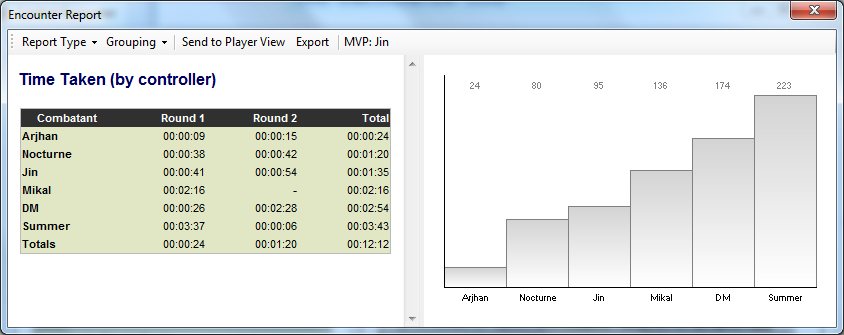 Encounter Report
Report Type Grouping Send to Player View Export MVP: Jin
Time Taken (by controller)
Combatant Round 1 Round 2 Total
Arjhan 00:00:09 00:00:15 00:00:24
Nocturne 00:00:38 00:00:42 00:01:20
Jin 00:00:41 00:00:54 00:01:35
Mikal 00:02:16 - 00:02:16
DM 00:00:26 00:02:28 00:02:54
Summer 00:03:37 00:00:06 00:03:43
Totals 00:00:24 00:01:20 00:12:12
24 80 95 136 174 223
Arjhan Nocturne Jin Mikal DM Summer